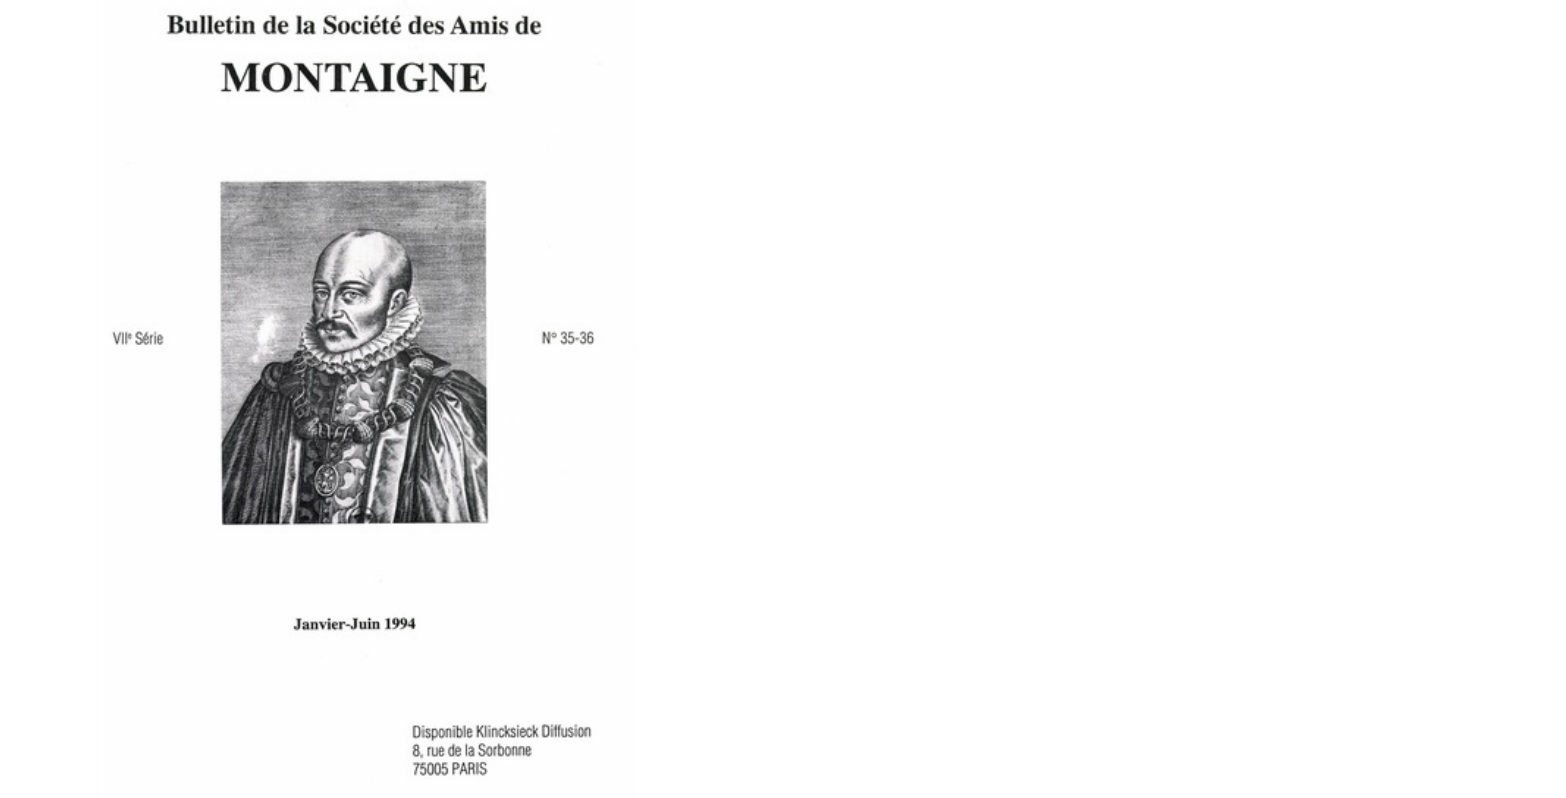 Bulletin de la Société des Amis de
MONTAIGNE
VIIᵉ Série
N° 35-36
Janvier-Juin 1994
Disponible Klincksieck Diffusion
8, rue de la Sorbonne
75005 PARIS